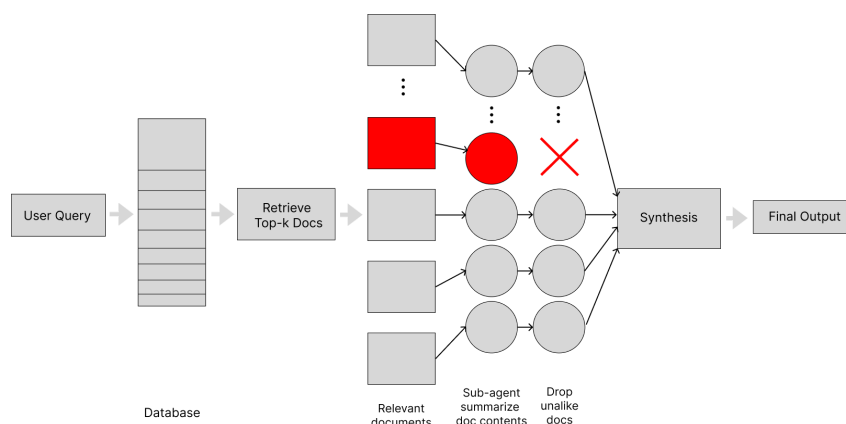 User Query
Database
Retrieve
Top-k Docs
Relevant
documents
Sub-agent
summarize
doc contents
Drop
unalike
docs
Synthesis
Final Output